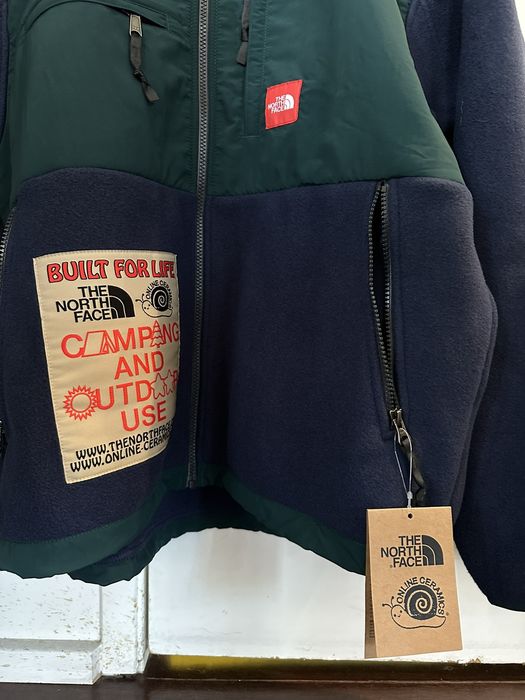 THE
NORTH
FACE
BUILT FOR LIFE
THE
NORTH
FACE
ONLINE CERAMICS
CAMPING
AND
OUTDOOR
USE
WWW.THENORTHFACE
WWW.ONLINE-CERAMICS
THE
NORTH
FACE
ONLINE CERAMICS